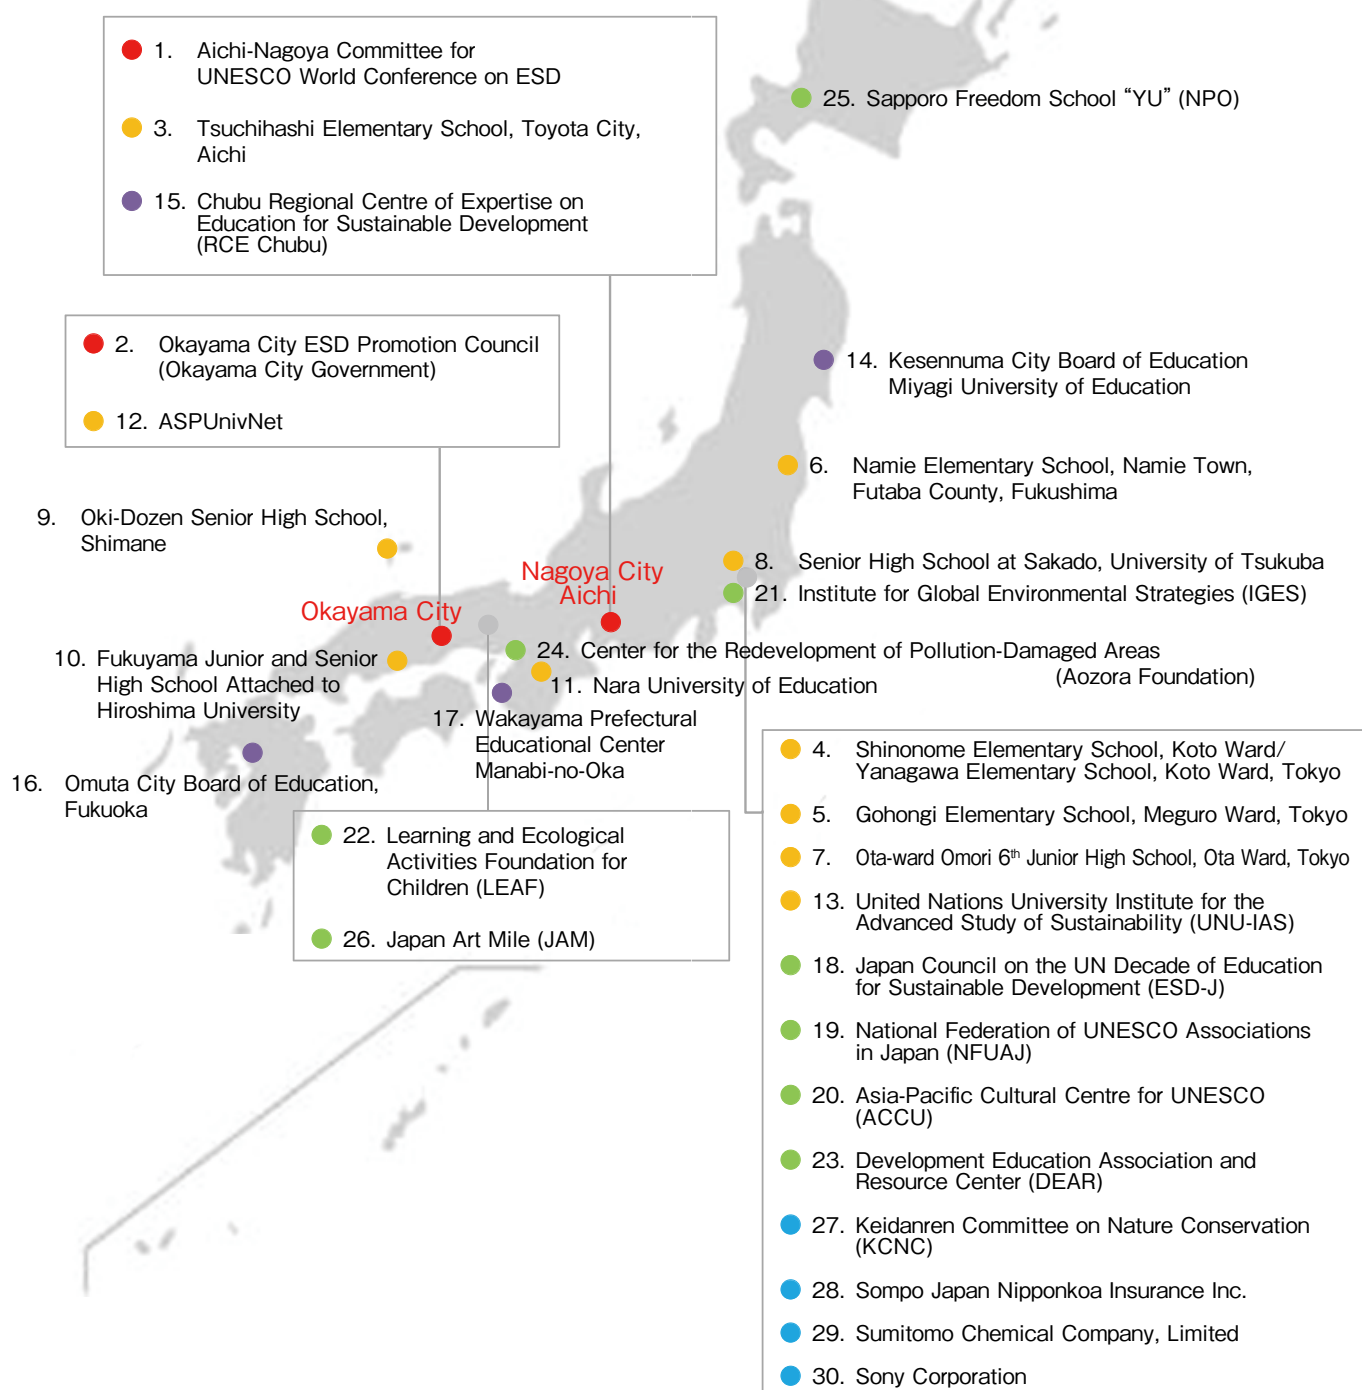 1. Aichi-Nagoya Committee for
UNESCO World Conference on ESD
3. Tsuchihashi Elementary School, Toyota City,
Aichi
15. Chubu Regional Centre of Expertise on
Education for Sustainable Development
(RCE Chubu)
25. Sapporo Freedom School “YU” (NPO)
2. Okayama City ESD Promotion Council
(Okayama City Government)
12. ASPUnivNet
14. Kesennuma City Board of Education
Miyagi University of Education
6. Namie Elementary School, Namie Town,
Futaba County, Fukushima
9. Oki-Dozen Senior High School,
Shimane
8. Senior High School at Sakado, University of Tsukuba
21. Institute for Global Environmental Strategies (IGES)
Nagoya City
Aichi
Okayama City
10. Fukuyama Junior and Senior
High School Attached to
Hiroshima University
24. Center for the Redevelopment of Pollution-Damaged Areas
(Aozora Foundation)
11. Nara University of Education
17. Wakayama Prefectural
Educational Center
Manabi-no-Oka
16. Omuta City Board of Education,
Fukuoka
22. Learning and Ecological
Activities Foundation for
Children (LEAF)
26. Japan Art Mile (JAM)
4. Shinonome Elementary School, Koto Ward/
Yanagawa Elementary School, Koto Ward, Tokyo
5. Gohongi Elementary School, Meguro Ward, Tokyo
7. Ota-ward Omori 6th Junior High School, Ota Ward, Tokyo
13. United Nations University Institute for the
Advanced Study of Sustainability (UNU-IAS)
18. Japan Council on the UN Decade of Education
for Sustainable Development (ESD-J)
19. National Federation of UNESCO Associations
in Japan (NFUAJ)
20. Asia-Pacific Cultural Centre for UNESCO
(ACCU)
23. Development Education Association and
Resource Center (DEAR)
27. Keidanren Committee on Nature Conservation
(KCNC)
28. Sompo Japan Nipponkoa Insurance Inc.
29. Sumitomo Chemical Company, Limited
30. Sony Corporation